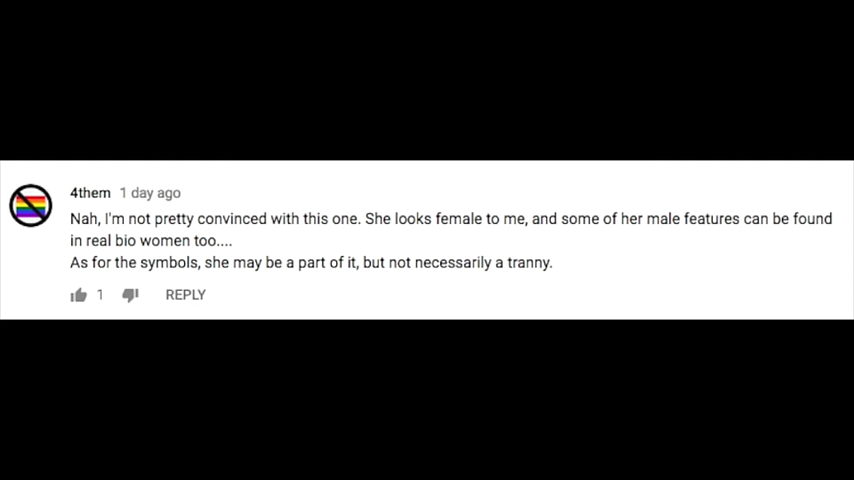 4them 1 day ago
Nah, I'm not pretty convinced with this one. She looks female to me, and some of her male features can be found
in real bio women too....
As for the symbols, she may be a part of it, but not necessarily a tranny.
1 REPLY